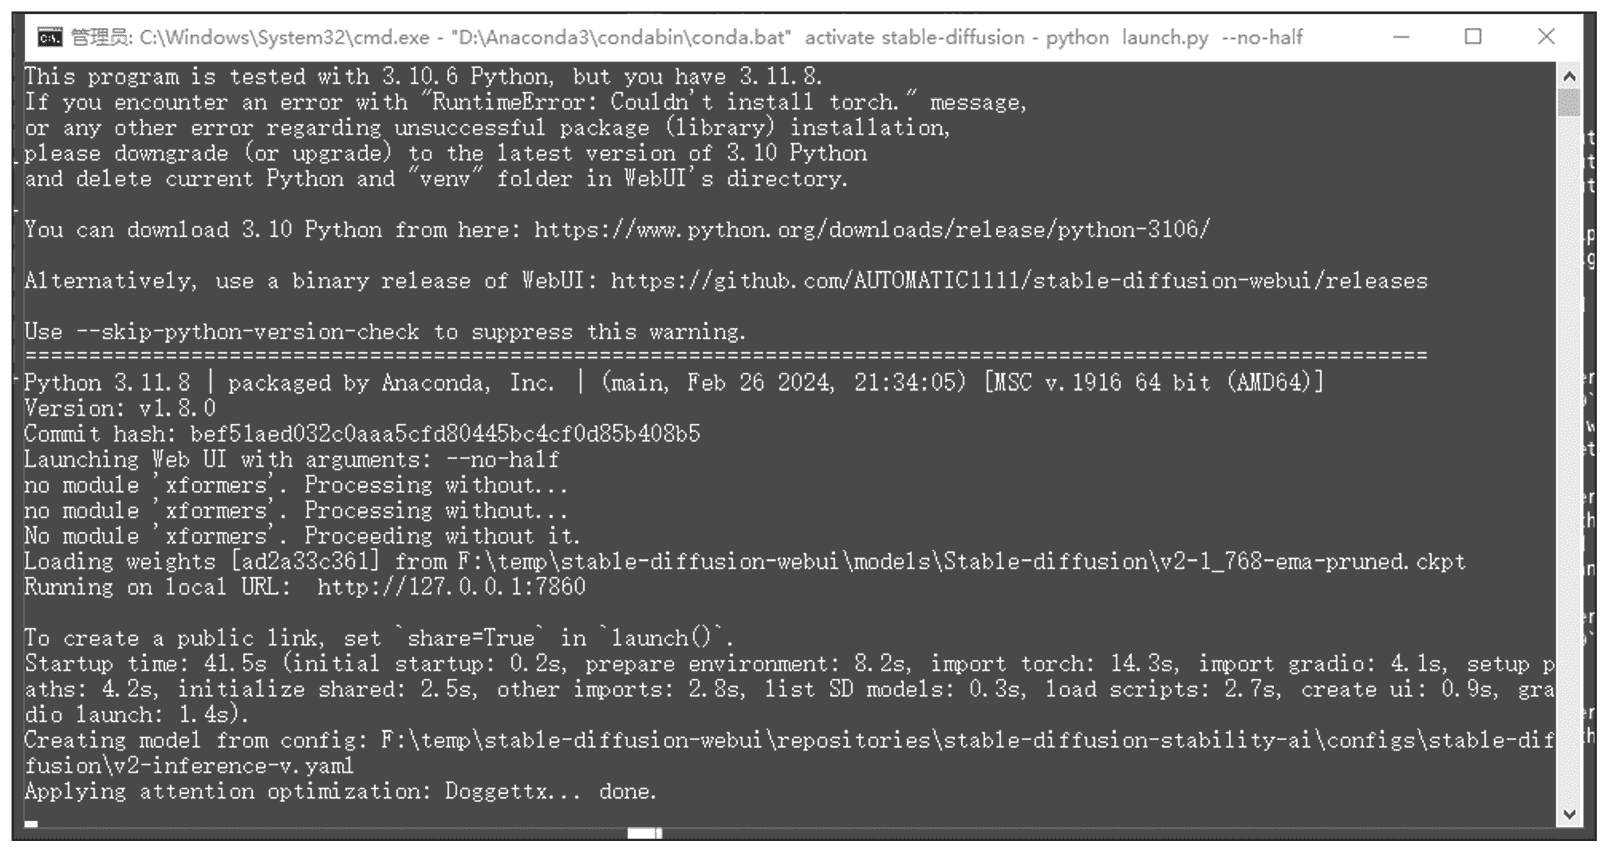 管理员: C:\Windows\System32\cmd.exe - "D:\Anaconda3\condabin\conda.bat"  activate stable-diffusion - python  launch.py  --no-half
This program is tested with 3.10.6 Python, but you have 3.11.8.
If you encounter an error with "RuntimeError: Couldn't install torch." message,
or any other error regarding unsuccessful package (library) installation,
please downgrade (or upgrade) to the latest version of 3.10 Python
and delete current Python and "venv" folder in WebUI's directory.
You can download 3.10 Python from here: https://www.python.org/downloads/release/python-3106/
Alternatively, use a binary release of WebUI: https://github.com/AUTOMATIC1111/stable-diffusion-webui/releases
Use --skip-python-version-check to suppress this warning.
==============================================================================================================
Python 3.11.8 | packaged by Anaconda, Inc. | (main, Feb 26 2024, 21:34:05) [MSC v.1916 64 bit (AMD64)]
Version: v1.8.0
Commit hash: bef51aed032c0aaa5cfd80445bc4cf0d85b408b5
Launching Web UI with arguments: --no-half
no module 'xformers'. Processing without...
no module 'xformers'. Processing without...
No module 'xformers'. Proceeding without it.
Loading weights [ad2a33c361] from F:\temp\stable-diffusion-webui\models\Stable-diffusion\v2-1_768-ema-pruned.ckpt
Running on local URL:  http://127.0.0.1:7860
To create a public link, set `share=True` in `launch()`.
Startup time: 41.5s (initial startup: 0.2s, prepare environment: 8.2s, import torch: 14.3s, import gradio: 4.1s, setup p
aths: 4.2s, initialize shared: 2.5s, other imports: 2.8s, list SD models: 0.3s, load scripts: 2.7s, create ui: 0.9s, gra
dio launch: 1.4s).
Creating model from config: F:\temp\stable-diffusion-webui\repositories\stable-diffusion-stability-ai\configs\stable-dif
fusion\v2-inference-v.yaml
Applying attention optimization: Doggettx... done.